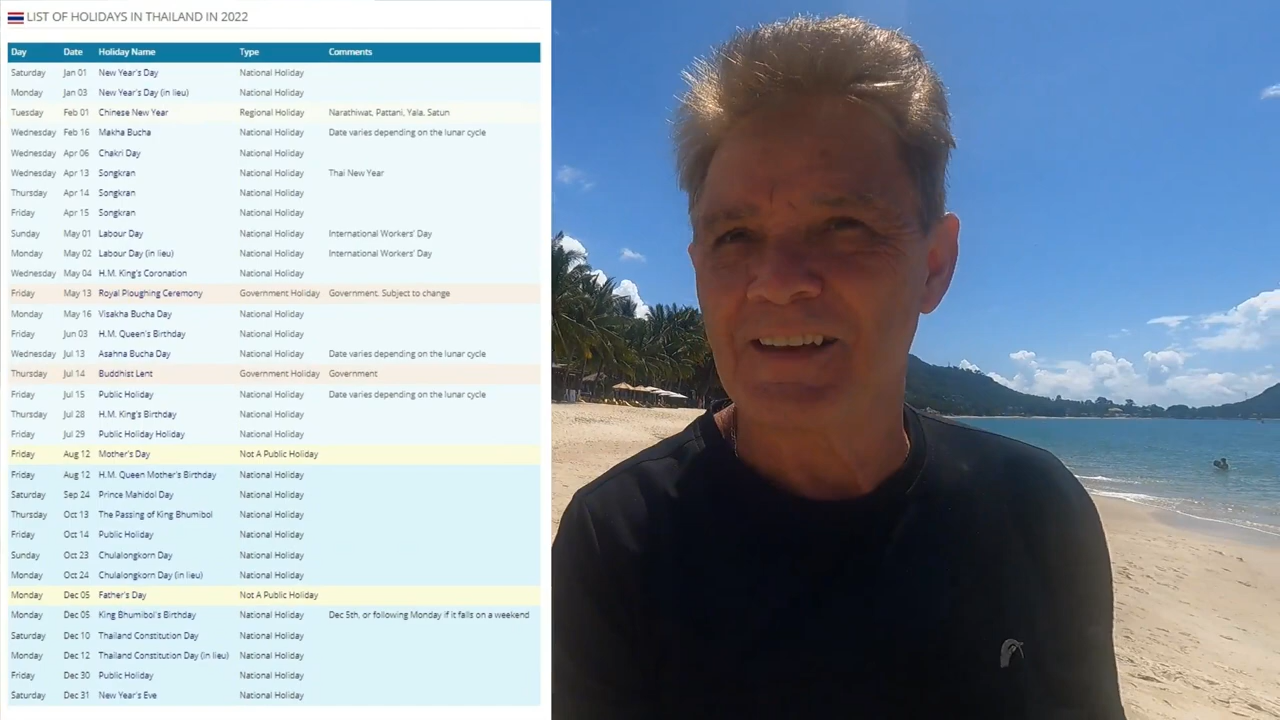 LIST OF HOLIDAYS IN THAILAND IN 2022
Day Date Holiday Name Type Comments
Saturday Jan 01 New Year's Day National Holiday
Monday Jan 03 New Year's Day (in lieu) National Holiday
Tuesday Feb 01 Chinese New Year Regional Holiday Narathiwat, Pattani, Yala, Satun
Wednesday Feb 16 Makha Bucha National Holiday Date varies depending on the lunar cycle
Wednesday Apr 06 Chakri Day National Holiday
Wednesday Apr 13 Songkran National Holiday Thai New Year
Thursday Apr 14 Songkran National Holiday
Friday Apr 15 Songkran National Holiday
Sunday May 01 Labour Day National Holiday International Workers' Day
Monday May 02 Labour Day (in lieu) National Holiday International Workers' Day
Wednesday May 04 H.M. King's Coronation National Holiday
Friday May 13 Royal Ploughing Ceremony Government Holiday Government. Subject to change
Monday May 16 Visakha Bucha Day National Holiday
Friday Jun 03 H.M. Queen's Birthday National Holiday
Wednesday Jul 13 Asahna Bucha Day National Holiday Date varies depending on the lunar cycle
Thursday Jul 14 Buddhist Lent Government Holiday Government
Friday Jul 15 Public Holiday National Holiday Date varies depending on the lunar cycle
Thursday Jul 28 H.M. King's Birthday National Holiday
Friday Jul 29 Public Holiday Holiday National Holiday
Friday Aug 12 Mother's Day Not A Public Holiday
Friday Aug 12 H.M. Queen Mother's Birthday National Holiday
Saturday Sep 24 Prince Mahidol Day National Holiday
Thursday Oct 13 The Passing of King Bhumibol National Holiday
Friday Oct 14 Public Holiday National Holiday
Sunday Oct 23 Chulalongkorn Day National Holiday
Monday Oct 24 Chulalongkorn Day (in lieu) National Holiday
Monday Dec 05 Father's Day Not A Public Holiday
Monday Dec 05 King Bhumibol's Birthday National Holiday Dec 5th, or following Monday if it falls on a weekend
Saturday Dec 10 Thailand Constitution Day National Holiday
Monday Dec 12 Thailand Constitution Day (in lieu) National Holiday
Friday Dec 30 Public Holiday National Holiday
Saturday Dec 31 New Year's Eve National Holiday